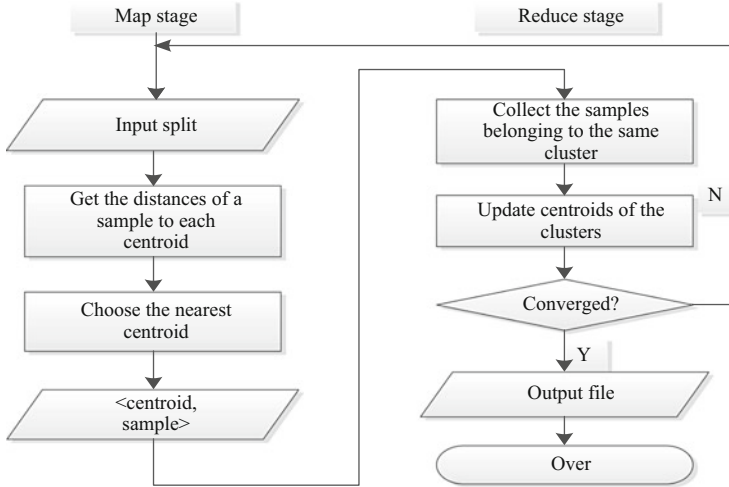 Map stage
Reduce stage
Input split
Get the distances of a
sample to each
centroid
Choose the nearest
centroid
<centroid,
sample>
Collect the samples
belonging to the same
cluster
Update centroids of the
clusters
N
Converged?
Y
Output file
Over